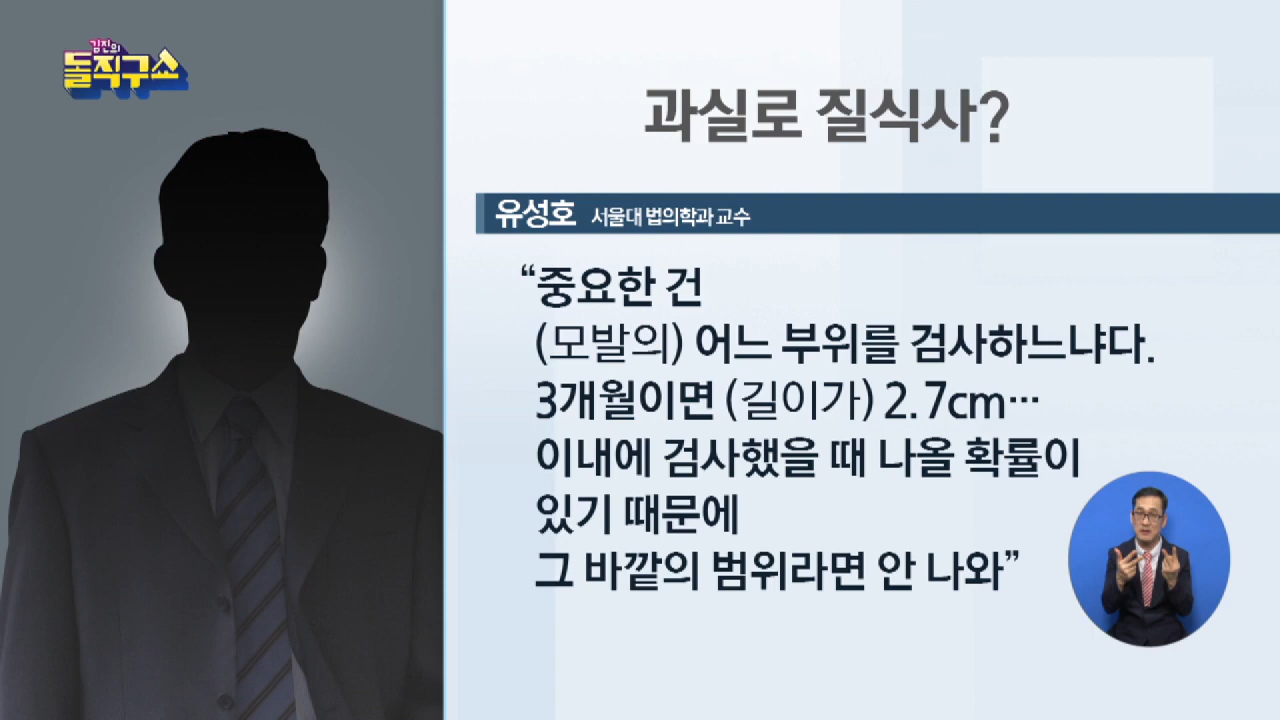 김진의
돌직구쇼
과실로 질식사?
유성호 서울대 법의학과 교수
“중요한 건
(모발의) 어느 부위를 검사하느냐다.
3개월이면 (길이가) 2.7cm…
이내에 검사했을 때 나올 확률이
있기 때문에
그 바깥의 범위라면 안 나와”